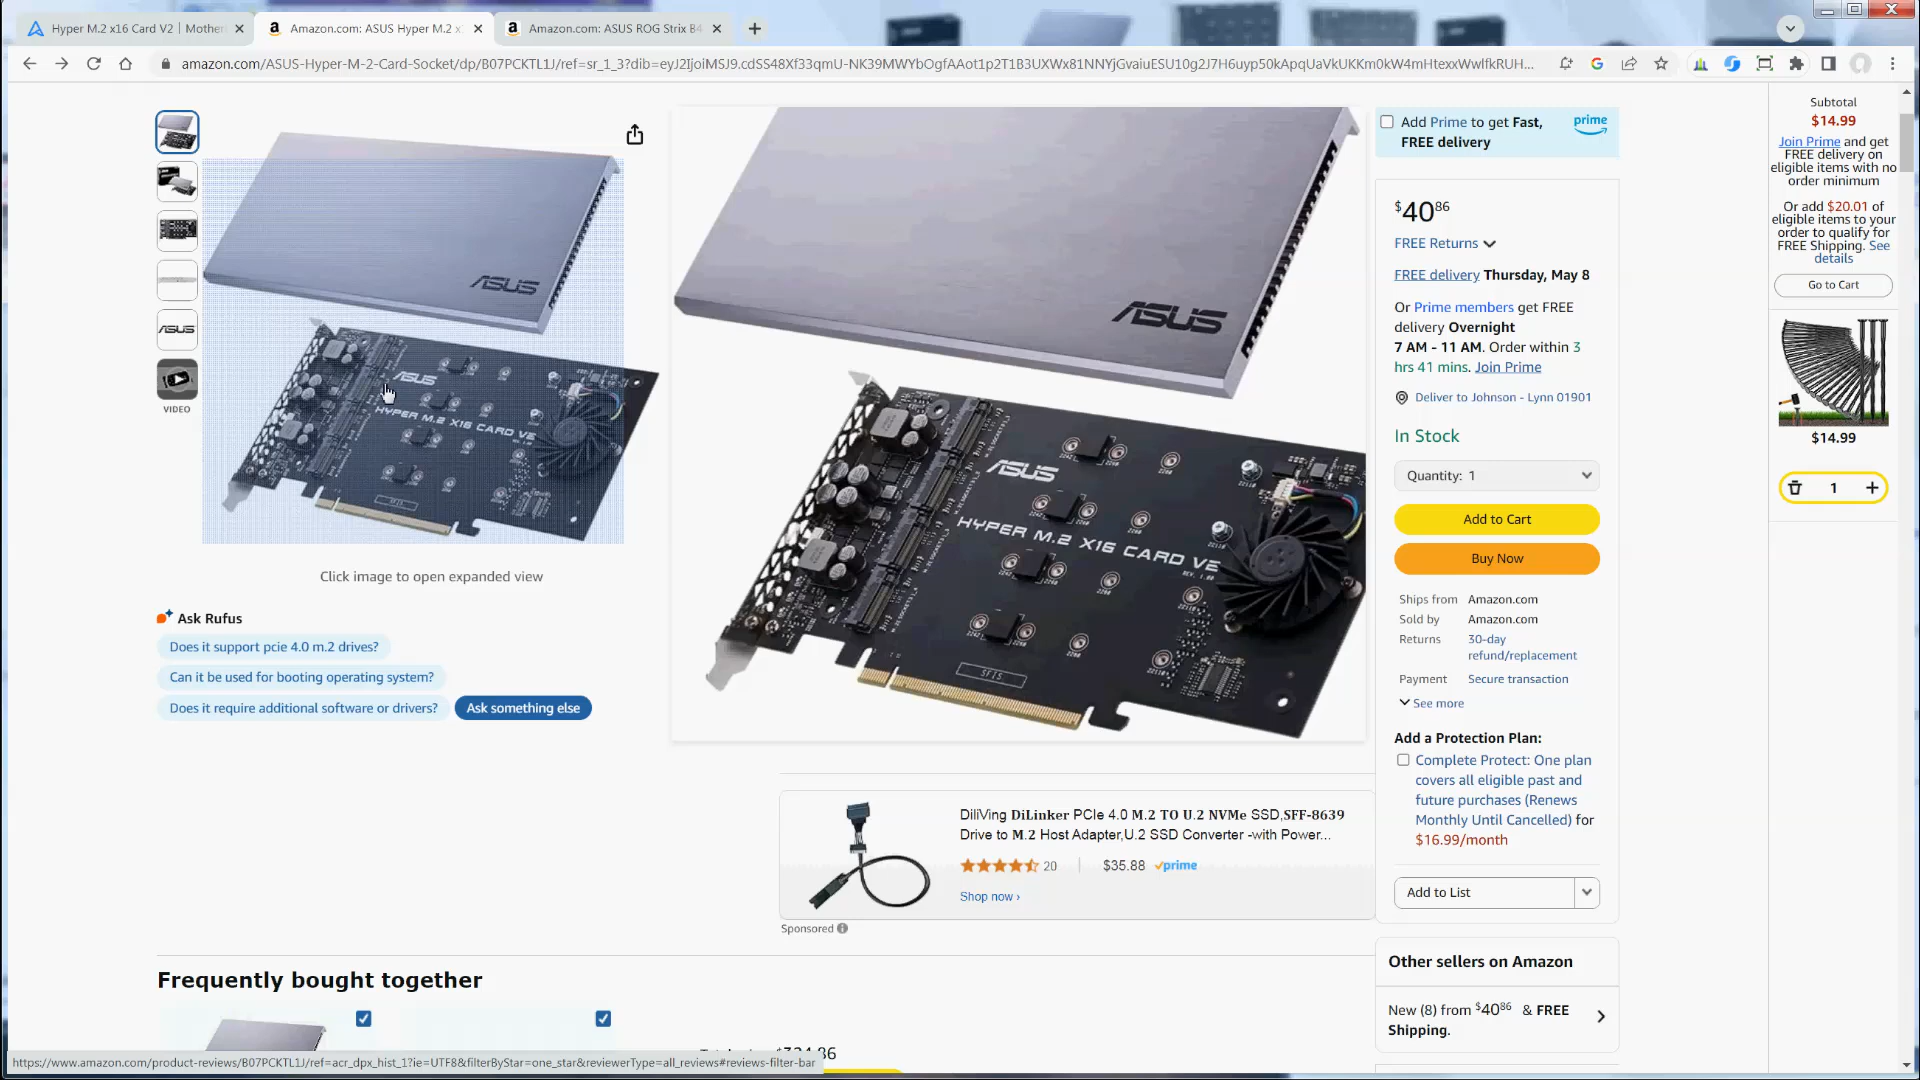 Hyper M.2 x16 Card V2 | Mother
Amazon.com: ASUS Hyper M.2 x
Amazon.com: ASUS ROG Strix B4
amazon.com/ASUS-Hyper-M-2-Card-Socket/dp/B07PCKTL1J/ref=sr_1_3?dib=eyJ2IjoiMSJ9.cdSS48Xf33qmU-NK39MWYbOgfAAot1p2T1B3UXWx81NNYjGvaiuESU10g2J7H6uyp50kApqUaVkUKKm0kW4mHtexxWwlfkRUH...
ASUS
VIDEO
ASUS
ASUS
HYPER M.2 X16 CARD V2
SFIS
Click image to open expanded view
Ask Rufus
Does it support pcie 4.0 m.2 drives?
Can it be used for booting operating system?
Does it require additional software or drivers? Ask something else
ASUS
ASUS
HYPER M.2 X16 CARD V2
REV. 1.00
SFIS
DiliVing DiLinker PCIe 4.0 M.2 TO U.2 NVMe SSD,SFF-8639
Drive to M.2 Host Adapter,U.2 SSD Converter -with Power...
20 | $35.88 prime
Shop now ›
Sponsored
Frequently bought together
Add Prime to get Fast,
FREE delivery
prime
$40.86
FREE Returns
FREE delivery Thursday, May 8
Or Prime members get FREE
delivery Overnight
7 AM - 11 AM. Order within 3
hrs 41 mins. Join Prime
Deliver to Johnson - Lynn 01901
In Stock
Quantity: 1
Add to Cart
Buy Now
Ships from Amazon.com
Sold by Amazon.com
Returns 30-day
refund/replacement
Payment Secure transaction
See more
Add a Protection Plan:
Complete Protect: One plan
covers all eligible past and
future purchases (Renews
Monthly Until Cancelled) for
$16.99/month
Add to List
Other sellers on Amazon
New (8) from $40.86 & FREE
Shipping.
Subtotal
$14.99
Join Prime and get
FREE delivery on
eligible items with no
order minimum
Or add $20.01 of
eligible items to your
order to qualify for
FREE Shipping. See
details
Go to Cart
$14.99
1
https://www.amazon.com/product-reviews/B07PCKTL1J/ref=acr_dpx_hist_1?ie=UTF8&filterByStar=one_star&reviewerType=all_reviews#reviews-filter-bar